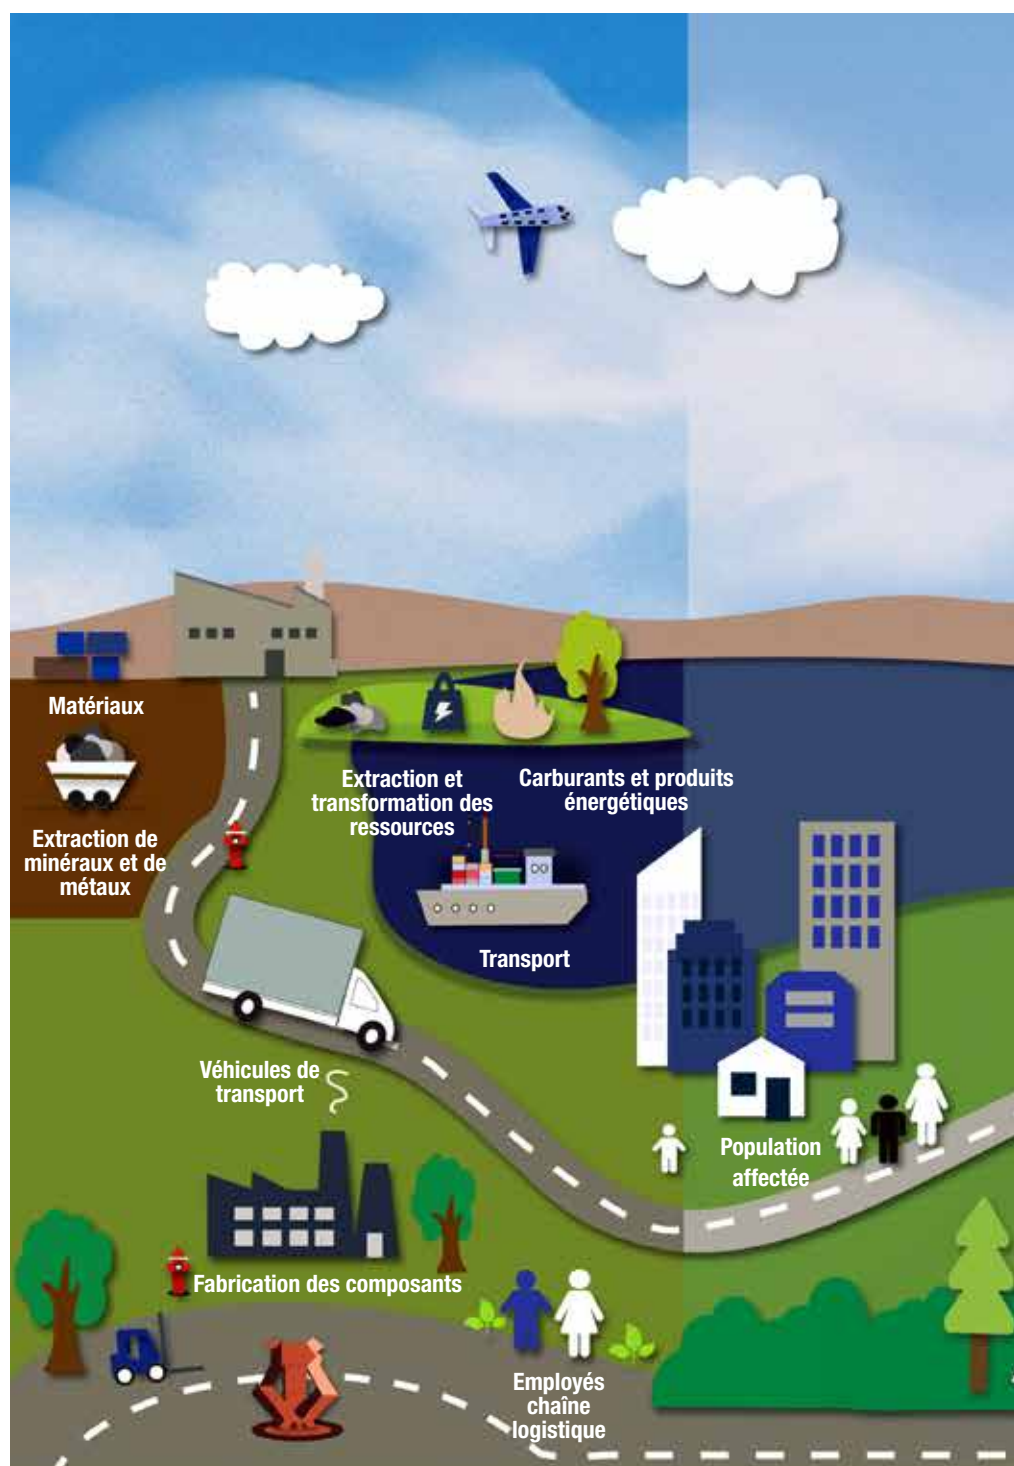 Matériaux
Extraction de
minéraux et de
métaux
Extraction et
transformation des
ressources
Carburants et produits
énergétiques
Transport
Véhicules de
transport
Population
affectée
Fabrication des composants
Employés
chaîne
logistique